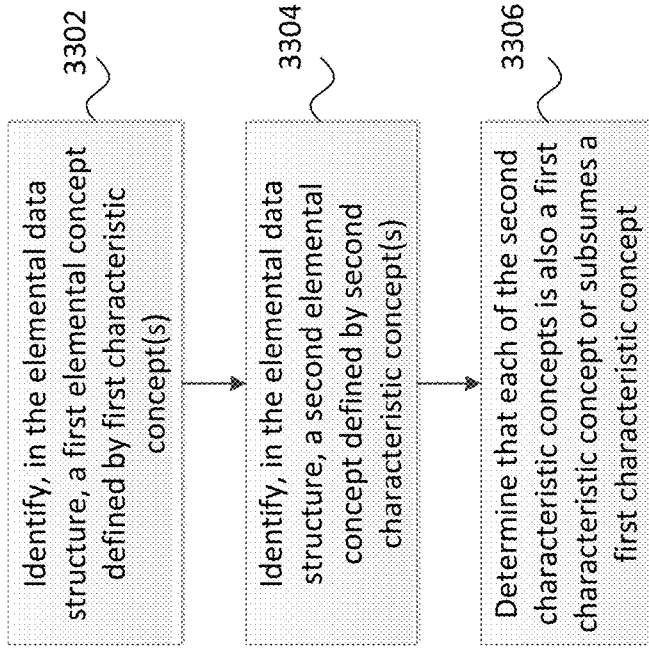 3302
Identify, in the elemental data
structure, a first elemental concept
defined by first characteristic
concept(s)
3304
Identify, in the elemental data
structure, a second elemental
concept defined by second
characteristic concept(s)
3306
Determine that each of the second
characteristic concepts is also a first
characteristic concept or subsumes a
first characteristic concept